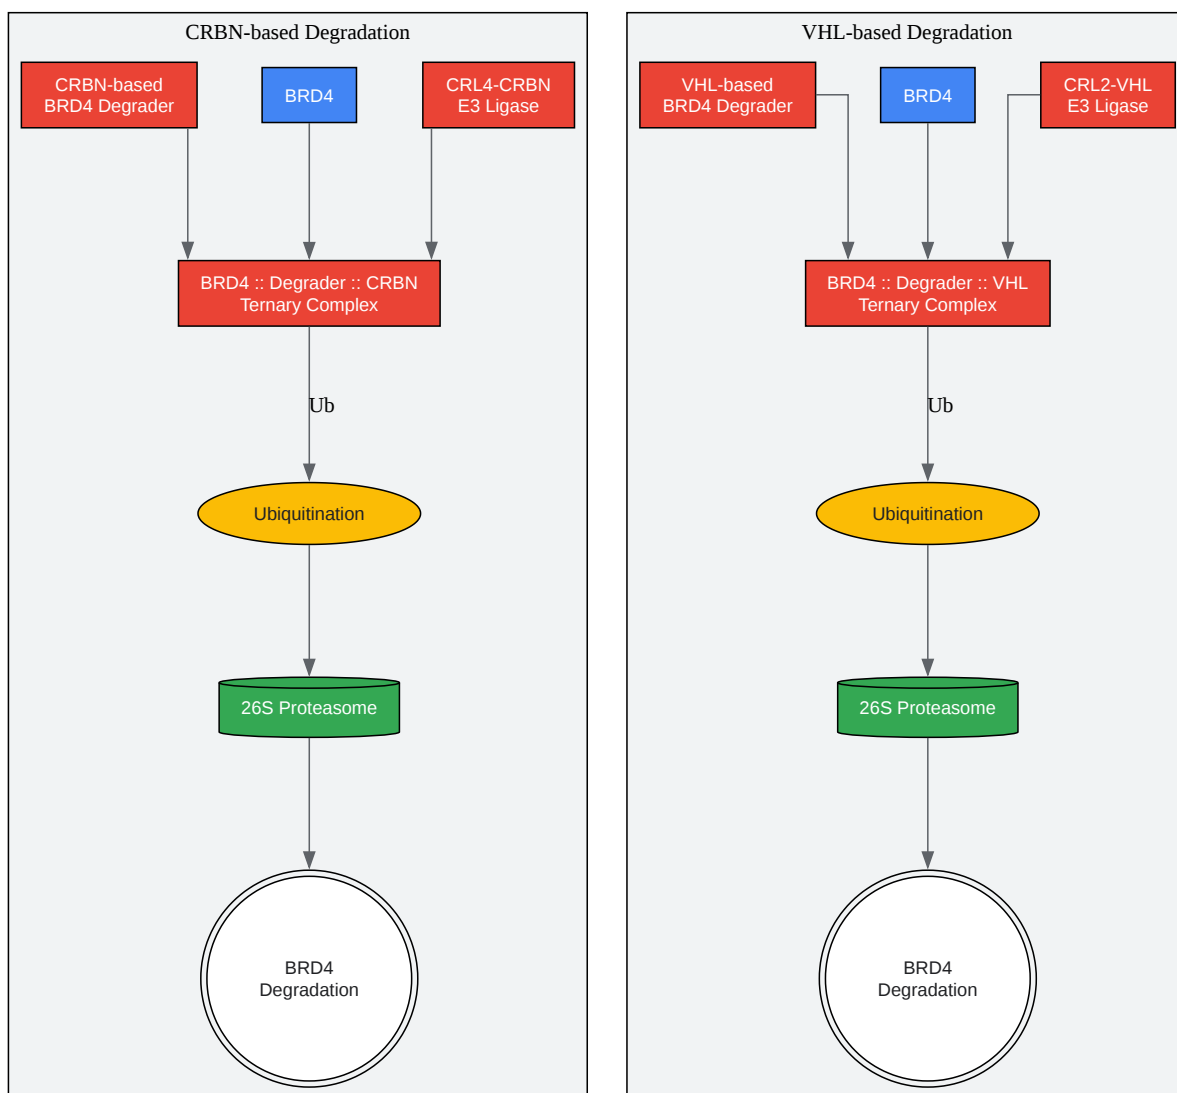 CRBN-based Degradation
CRBN-based
BRD4 Degrader
BRD4
CRL4-CRBN
E3 Ligase
BRD4 :: Degrader :: CRBN
Ternary Complex
Ub
Ubiquitination
26S Proteasome
BRD4
Degradation
VHL-based Degradation
VHL-based
BRD4 Degrader
BRD4
CRL2-VHL
E3 Ligase
BRD4 :: Degrader :: VHL
Ternary Complex
Ub
Ubiquitination
26S Proteasome
BRD4
Degradation